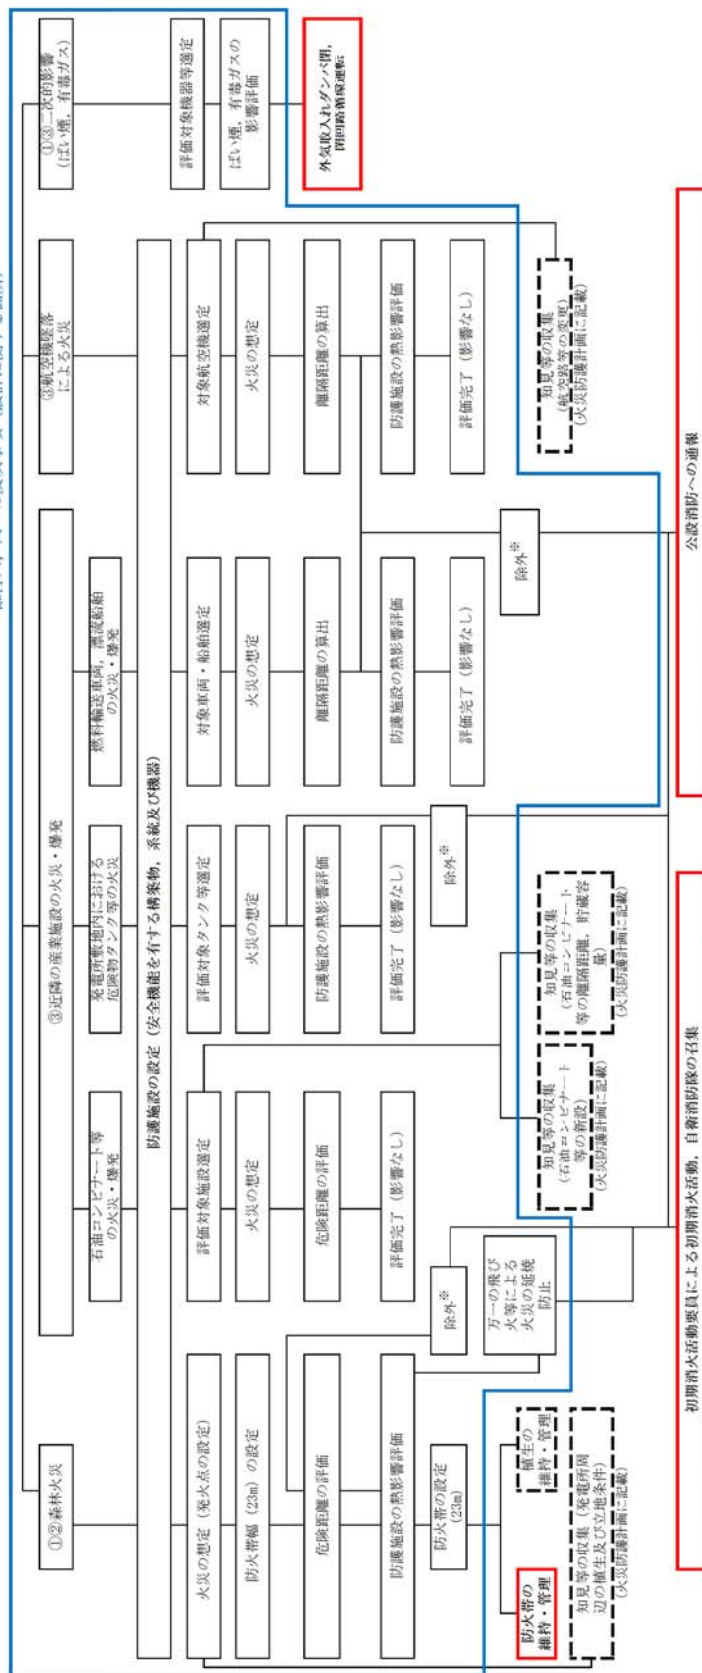 ①②森林火災
③近隣の産業施設の火災・爆発
③航空機墜落
による火災
①③二次的影響
(ばい煙，有毒ガス)
石油コンビナート等
の火災・爆発
発電所敷地内における
危険物タンク等の火災
燃料輸送車両，漂流船舶
の火災・爆発
防護施設の設定（安全機能を有する構築物，系統及び機器）
火災の想定（発火点の設定）
防火帯幅（23m）の設定
危険距離の評価
防護施設の熱影響評価
防火帯の設定
(23m)
防火帯の
維持・管理
植生の
維持・管理
知見等の収集（発電所周
辺の植生及び立地条件）
（火災防護計画に記載）
評価対象施設選定
火災の想定
危険距離の評価
評価完了（影響なし）
除外※
万一の飛び
火等による
火災の延焼
防止
知見等の収集
（石油コンビナート
等の新設）
（火災防護計画に記載）
知見等の収集
（石油コンビナート
等の離隔距離，貯蔵容
量）
（火災防護計画に記載）
評価対象タンク等選定
火災の想定
防護施設の熱影響評価
評価完了（影響なし）
除外※
対象車両・船舶選定
火災の想定
離隔距離の算出
防護施設の熱影響評価
評価完了（影響なし）
除外※
対象航空機選定
火災の想定
離隔距離の算出
防護施設の熱影響評価
評価完了（影響なし）
知見等の収集
（航空路等の変更）
（火災防護計画に記載）
評価対象機器等選定
ばい煙，有毒ガスの
影響評価
外気取入れダンパ閉，
閉回路循環運転
初期消火活動要員による初期消火活動，自衛消防隊の召集
公設消防への通報